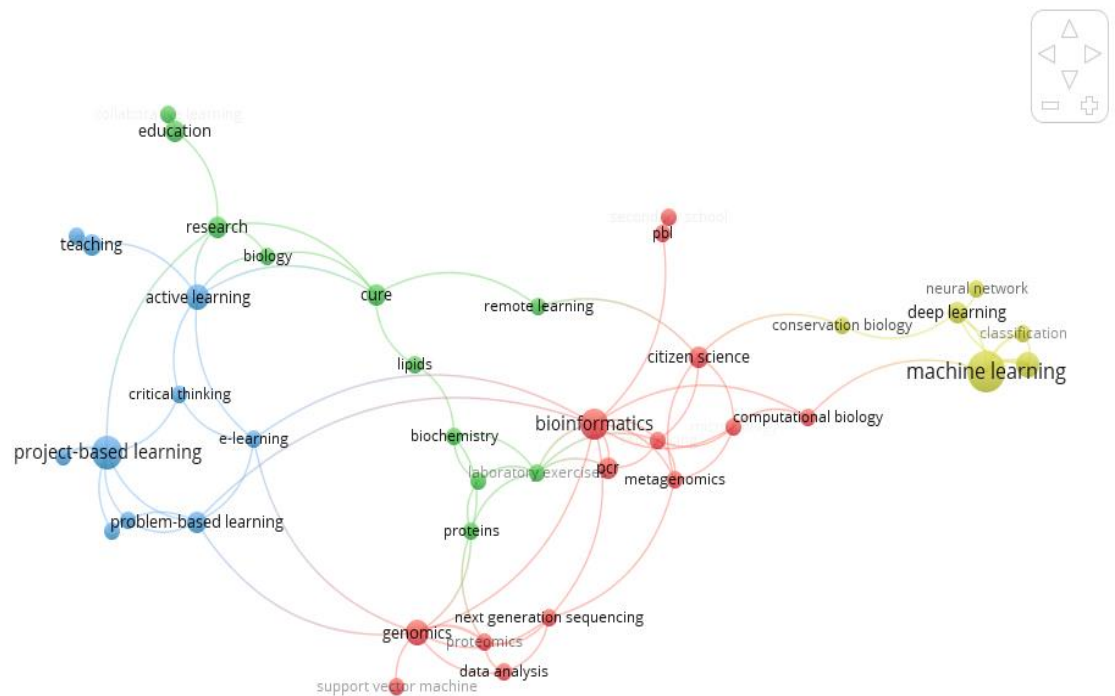 collaborative learning
education
secondary school
research
pbl
teaching
biology
neural network
active learning
cure
remote learning
deep learning
conservation biology
classification
citizen science
lipids
machine learning
critical thinking
computational biology
bioinformatics
biochemistry
e-learning
project-based learning
laboratory exercises
pcr
metagenomics
problem-based learning
proteins
next generation sequencing
genomics
proteomics
data analysis
support vector machine